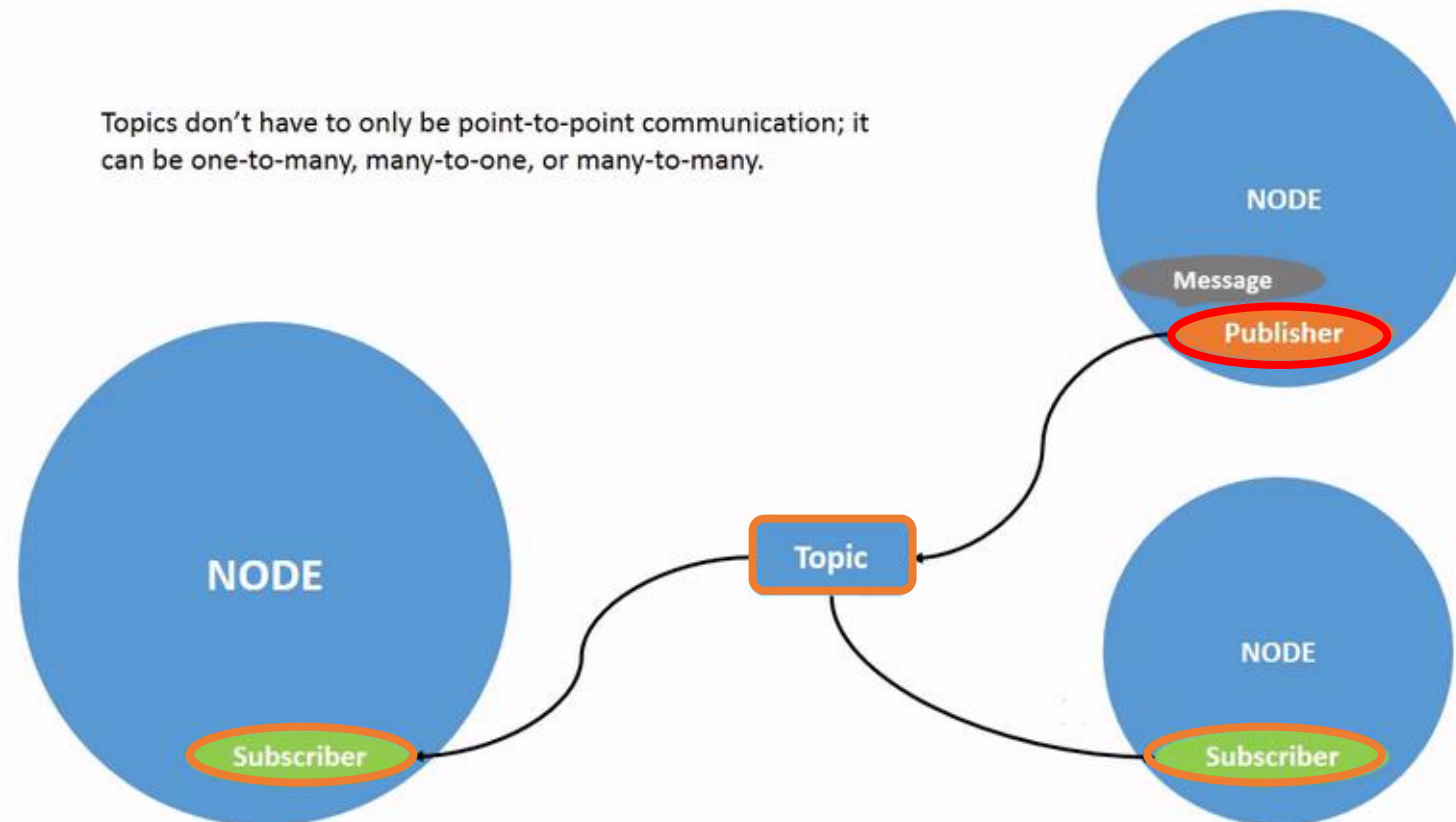 Topics don't have to only be point-to-point communication; it
can be one-to-many, many-to-one, or many-to-many.
NODE
Message
Publisher
Topic
NODE
Subscriber
NODE
Subscriber